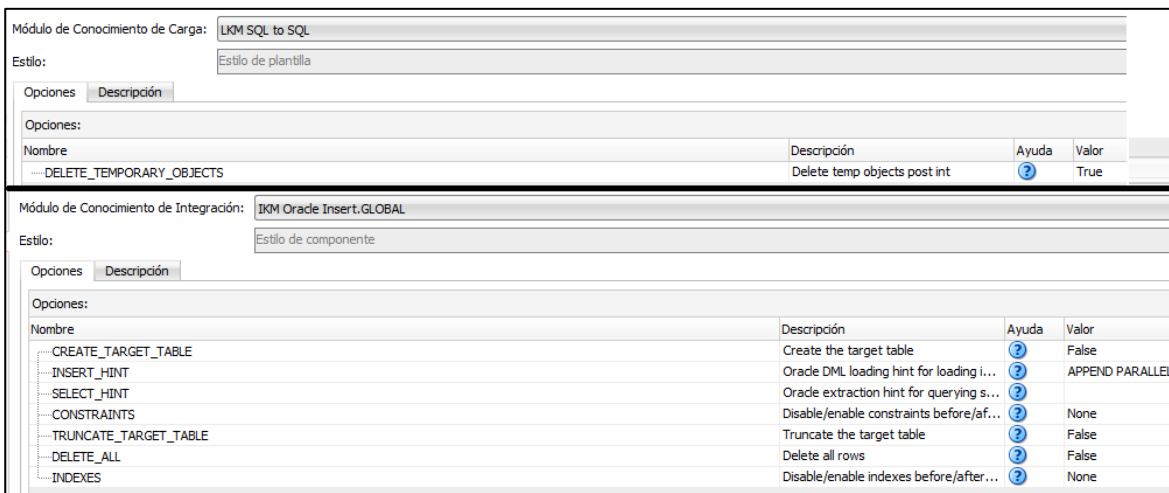 Módulo de Conocimiento de Carga: LKM SQL to SQL
Estilo: Estilo de plantilla
Opciones Descripción
Opciones:
Nombre Descripción Ayuda Valor
DELETE_TEMPORARY_OBJECTS Delete temp objects post int ? True
Módulo de Conocimiento de Integración: IKM Oracle Insert.GLOBAL
Estilo: Estilo de componente
Opciones Descripción
Opciones:
Nombre Descripción Ayuda Valor
CREATE_TARGET_TABLE Create the target table ? False
INSERT_HINT Oracle DML loading hint for loading i... ? APPEND PARALLEL
SELECT_HINT Oracle extraction hint for querying s... ?
CONSTRAINTS Disable/enable constraints before/af... ? None
TRUNCATE_TARGET_TABLE Truncate the target table ? False
DELETE_ALL Delete all rows ? False
INDEXES Disable/enable indexes before/after... ? None